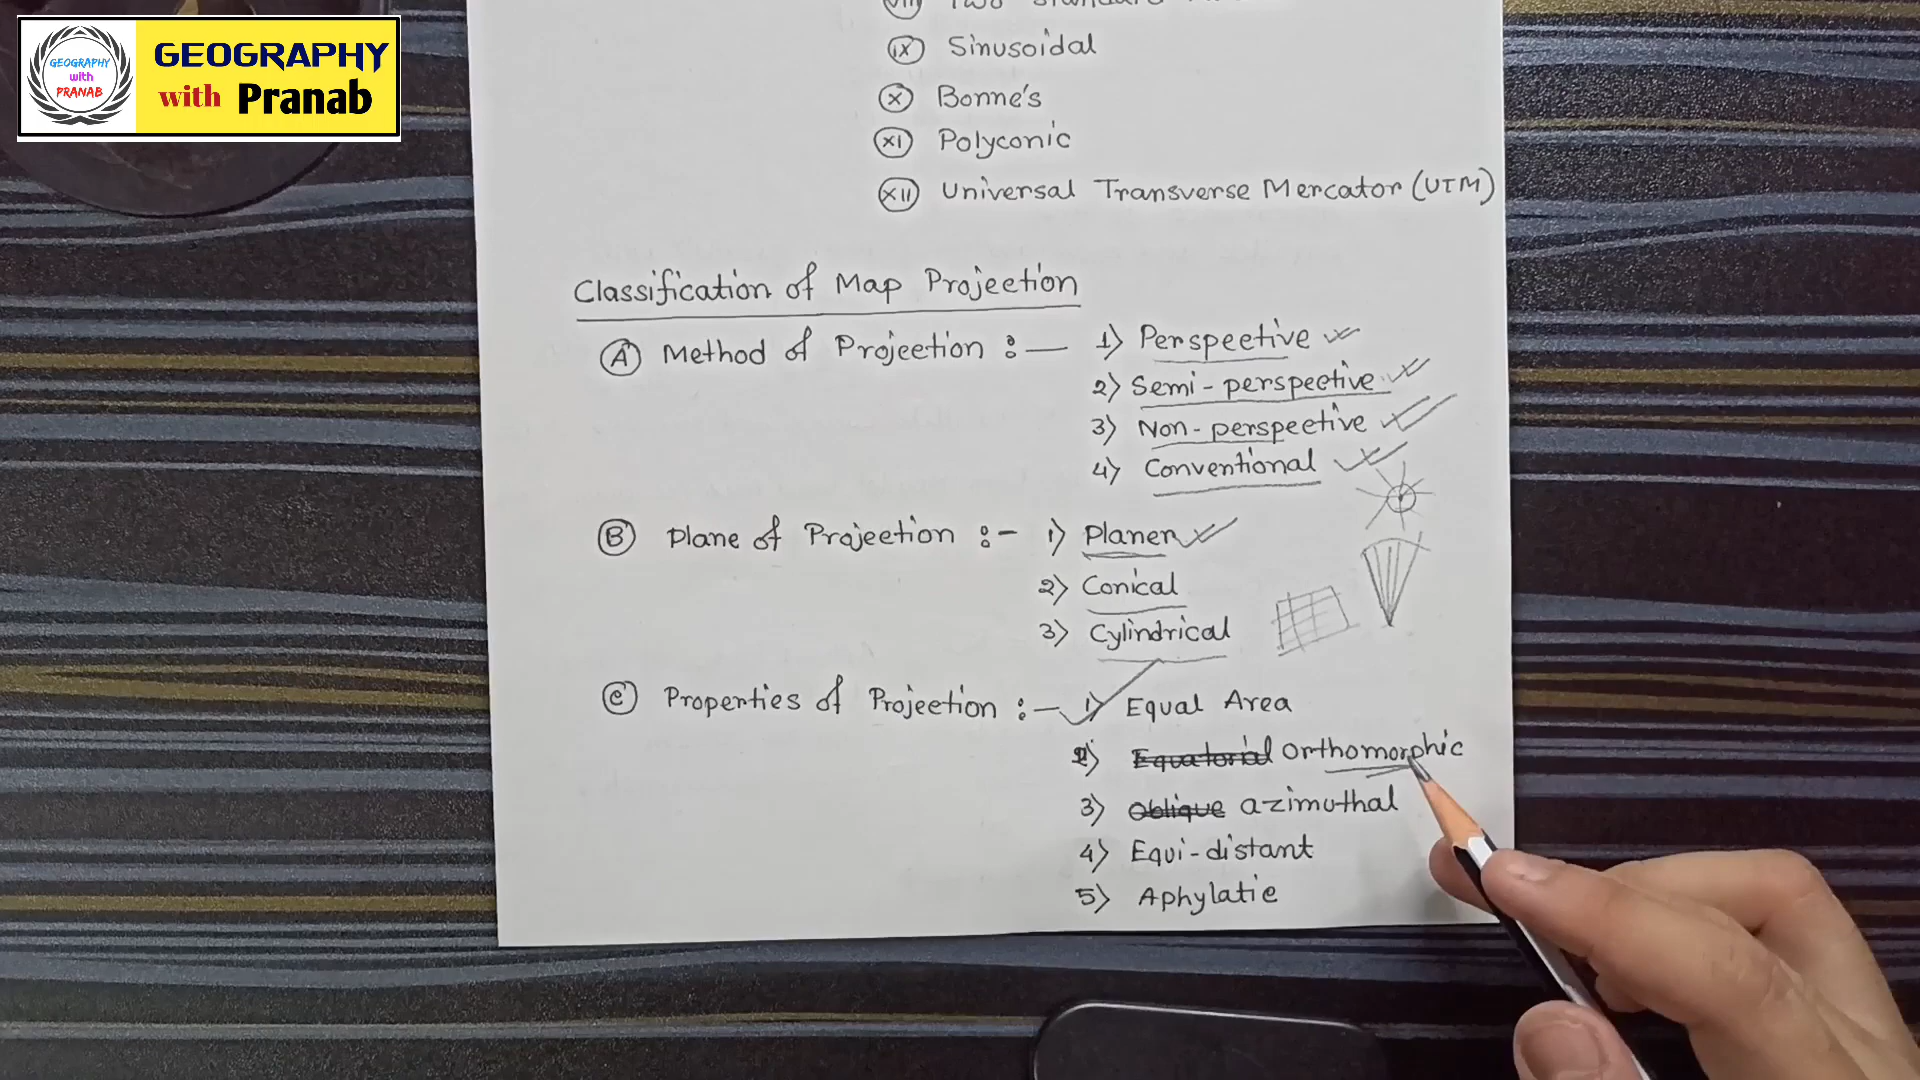 GEOGRAPHY
with
PRANAB
GEOGRAPHY
with Pranab
VIII Two Standard
IX Sinusoidal
X Bonne's
XI Polyconic
XII Universal Transverse Mercator (UTM)
Classification of Map Projection
A Method of Projection :— 1) Perspective
2) Semi-perspective
3) Non-perspective
4) Conventional
B Plane of Projection :- 1) Planer
2) Conical
3) Cylindrical
C Properties of Projection :— 1) Equal Area
2) Equatorial Orthomorphic
3) Oblique azimuthal
4) Equi-distant
5) Aphylatic